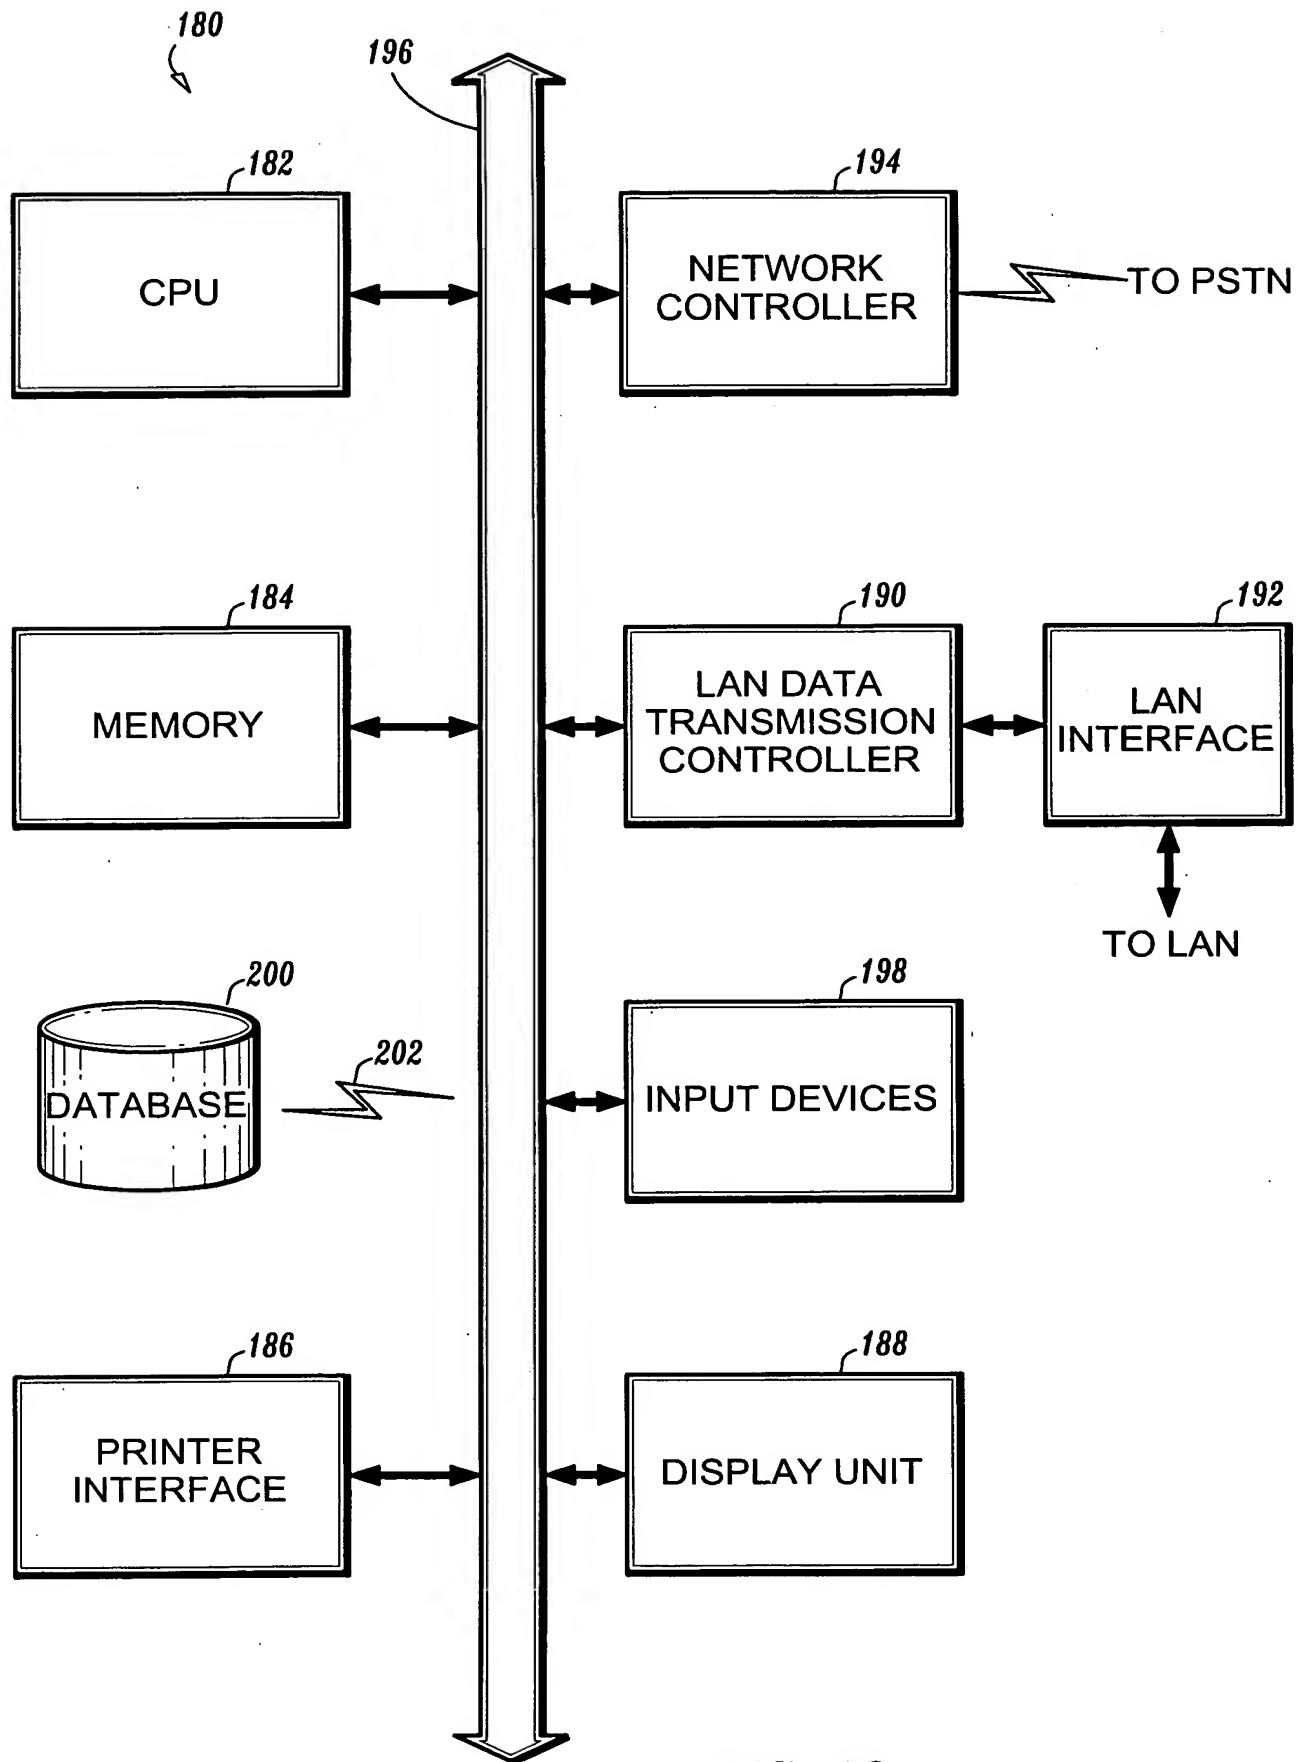 180
196
182
CPU
194
NETWORK
CONTROLLER
TO PSTN
184
MEMORY
190
LAN DATA
TRANSMISSION
CONTROLLER
192
LAN
INTERFACE
TO LAN
200
DATABASE
202
198
INPUT DEVICES
186
PRINTER
INTERFACE
188
DISPLAY UNIT